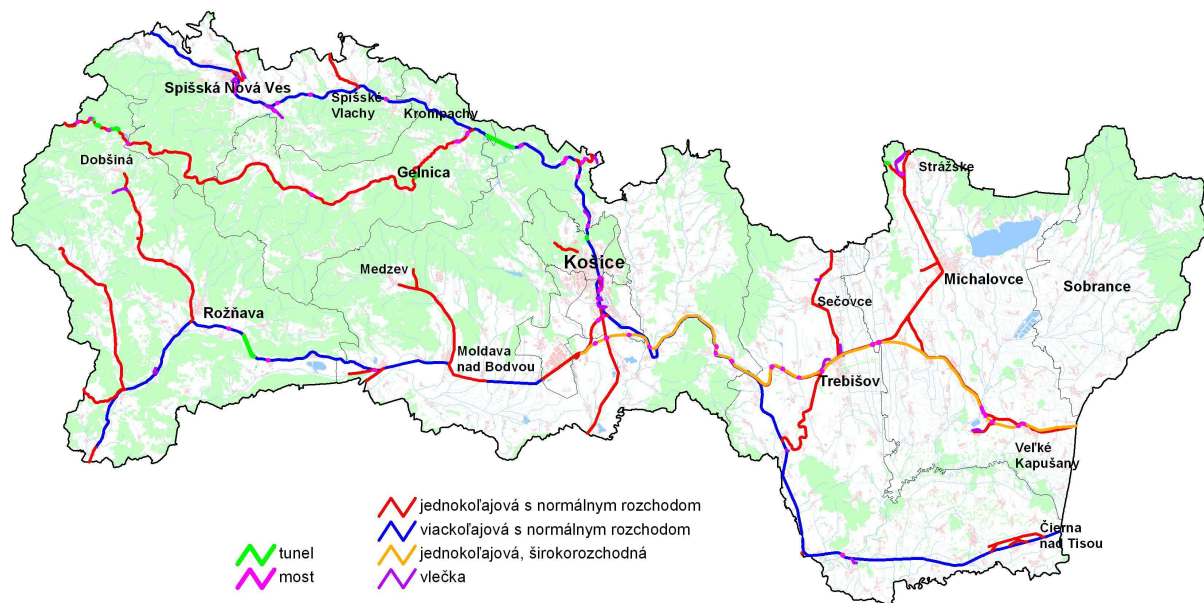 Spišská Nová Ves
Spišské
Vlachy
Krompachy
Dobšiná
Gelnica
Strážske
Medzev
Košice
Michalovce
Sobrance
Sečovce
Rožňava
Moldava
nad Bodvou
Trebišov
Veľké
Kapušany
Čierna
nad Tisou
jednokoľajová s normálnym rozchodom
viackoľajová s normálnym rozchodom
tunel
jednokoľajová, širokorozchodná
most
vlečka